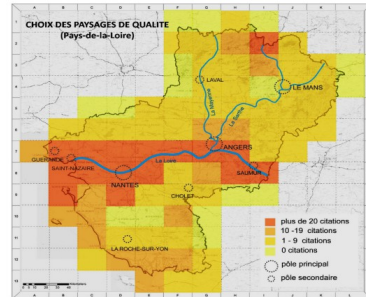 A B C D E F G H I J K L
CHOIX DES PAYSAGES DE QUALITE
(Pays-de-la-Loire)
LAVAL
LE MANS
La Mayenne
La Sarthe
ANGERS
GUERANDE
La Loire
SAINT-NAZAIRE
SAUMUR
NANTES
CHOLET
plus de 20 citations
10 -19 citations
1 - 9 citations
0 citations
LA ROCHE-SUR-YON
pôle principal
pôle secondaire